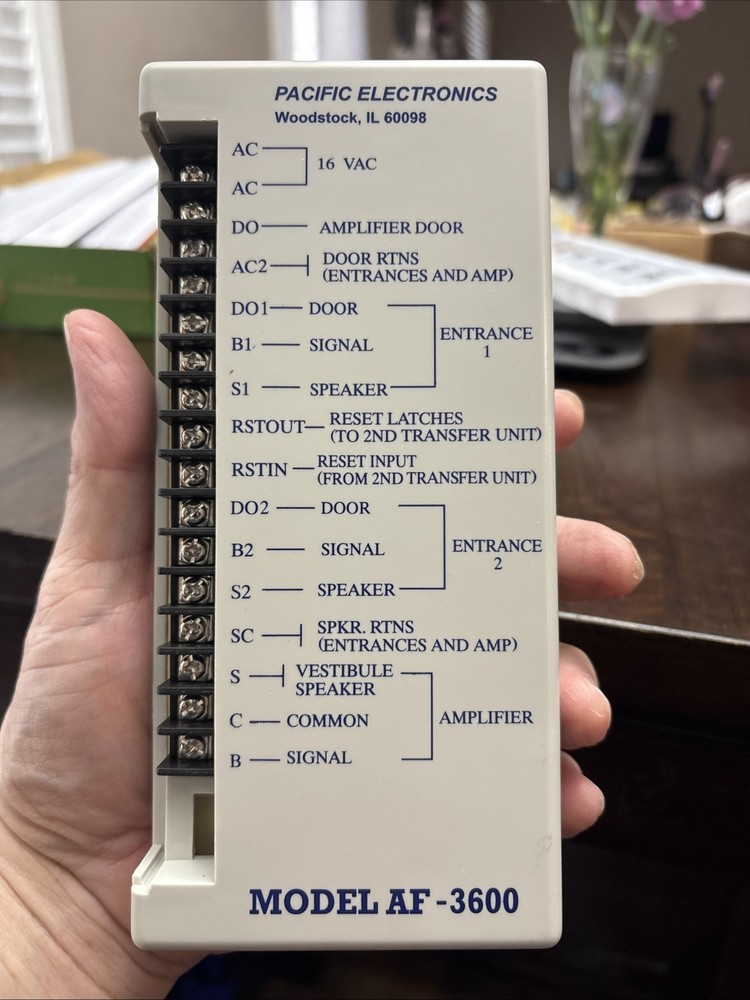 PACIFIC ELECTRONICS
Woodstock, IL 60098
AC
16 VAC
AC
DO AMPLIFIER DOOR
AC2 DOOR RTNS
(ENTRANCES AND AMP)
DO1 DOOR
ENTRANCE
1
B1 SIGNAL
S1 SPEAKER
RSTOUT RESET LATCHES
(TO 2ND TRANSFER UNIT)
RSTIN RESET INPUT
(FROM 2ND TRANSFER UNIT)
DO2 DOOR
B2 SIGNAL
ENTRANCE
2
S2 SPEAKER
SC SPKR. RTNS
(ENTRANCES AND AMP)
S VESTIBULE
SPEAKER
C COMMON
AMPLIFIER
B SIGNAL
MODEL AF-3600